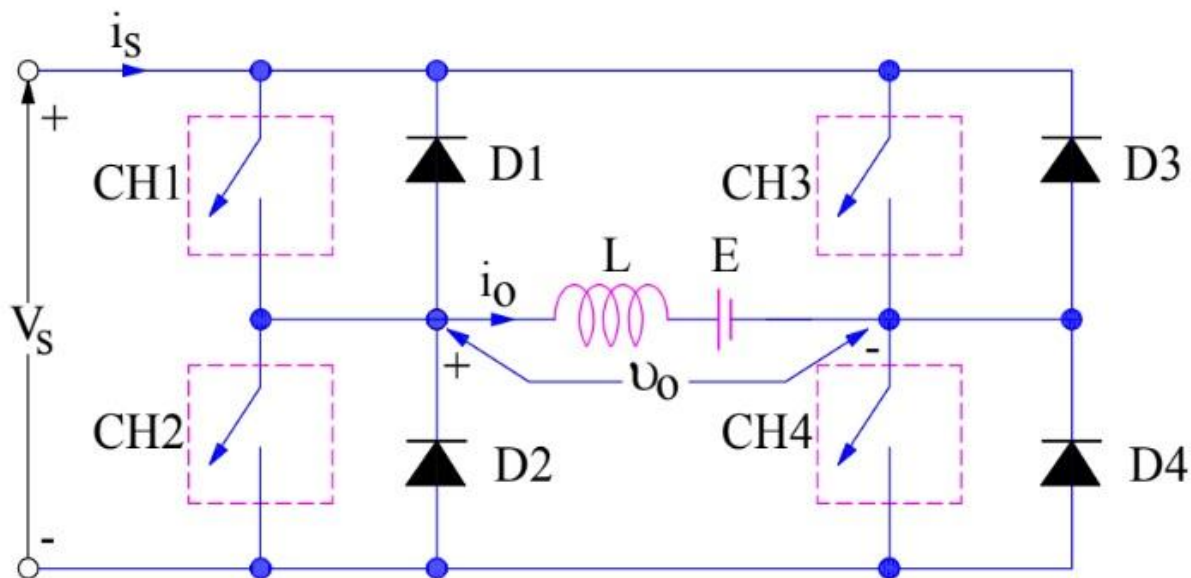 iS
+
CH1
D1
CH3
D3
L
E
iO
VS
+
υO
-
CH2
D2
CH4
D4
-